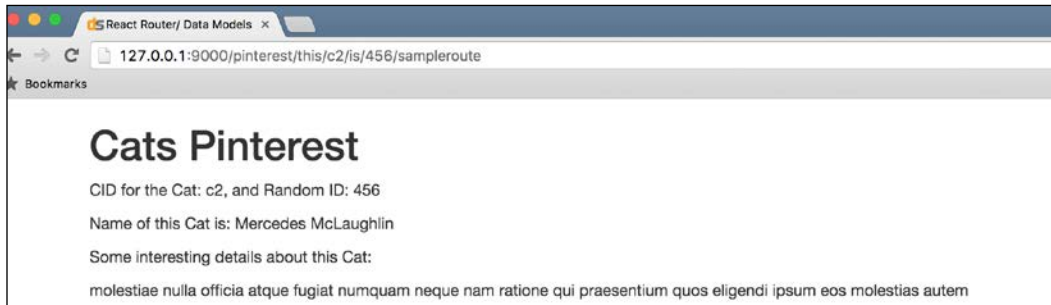 React Router/ Data Models ×
127.0.0.1:9000/pinterest/this/c2/is/456/sampleroute
Bookmarks
Cats Pinterest
CID for the Cat: c2, and Random ID: 456
Name of this Cat is: Mercedes McLaughlin
Some interesting details about this Cat:
molestiae nulla officia atque fugiat numquam neque nam ratione qui praesentium quos eligendi ipsum eos molestias autem